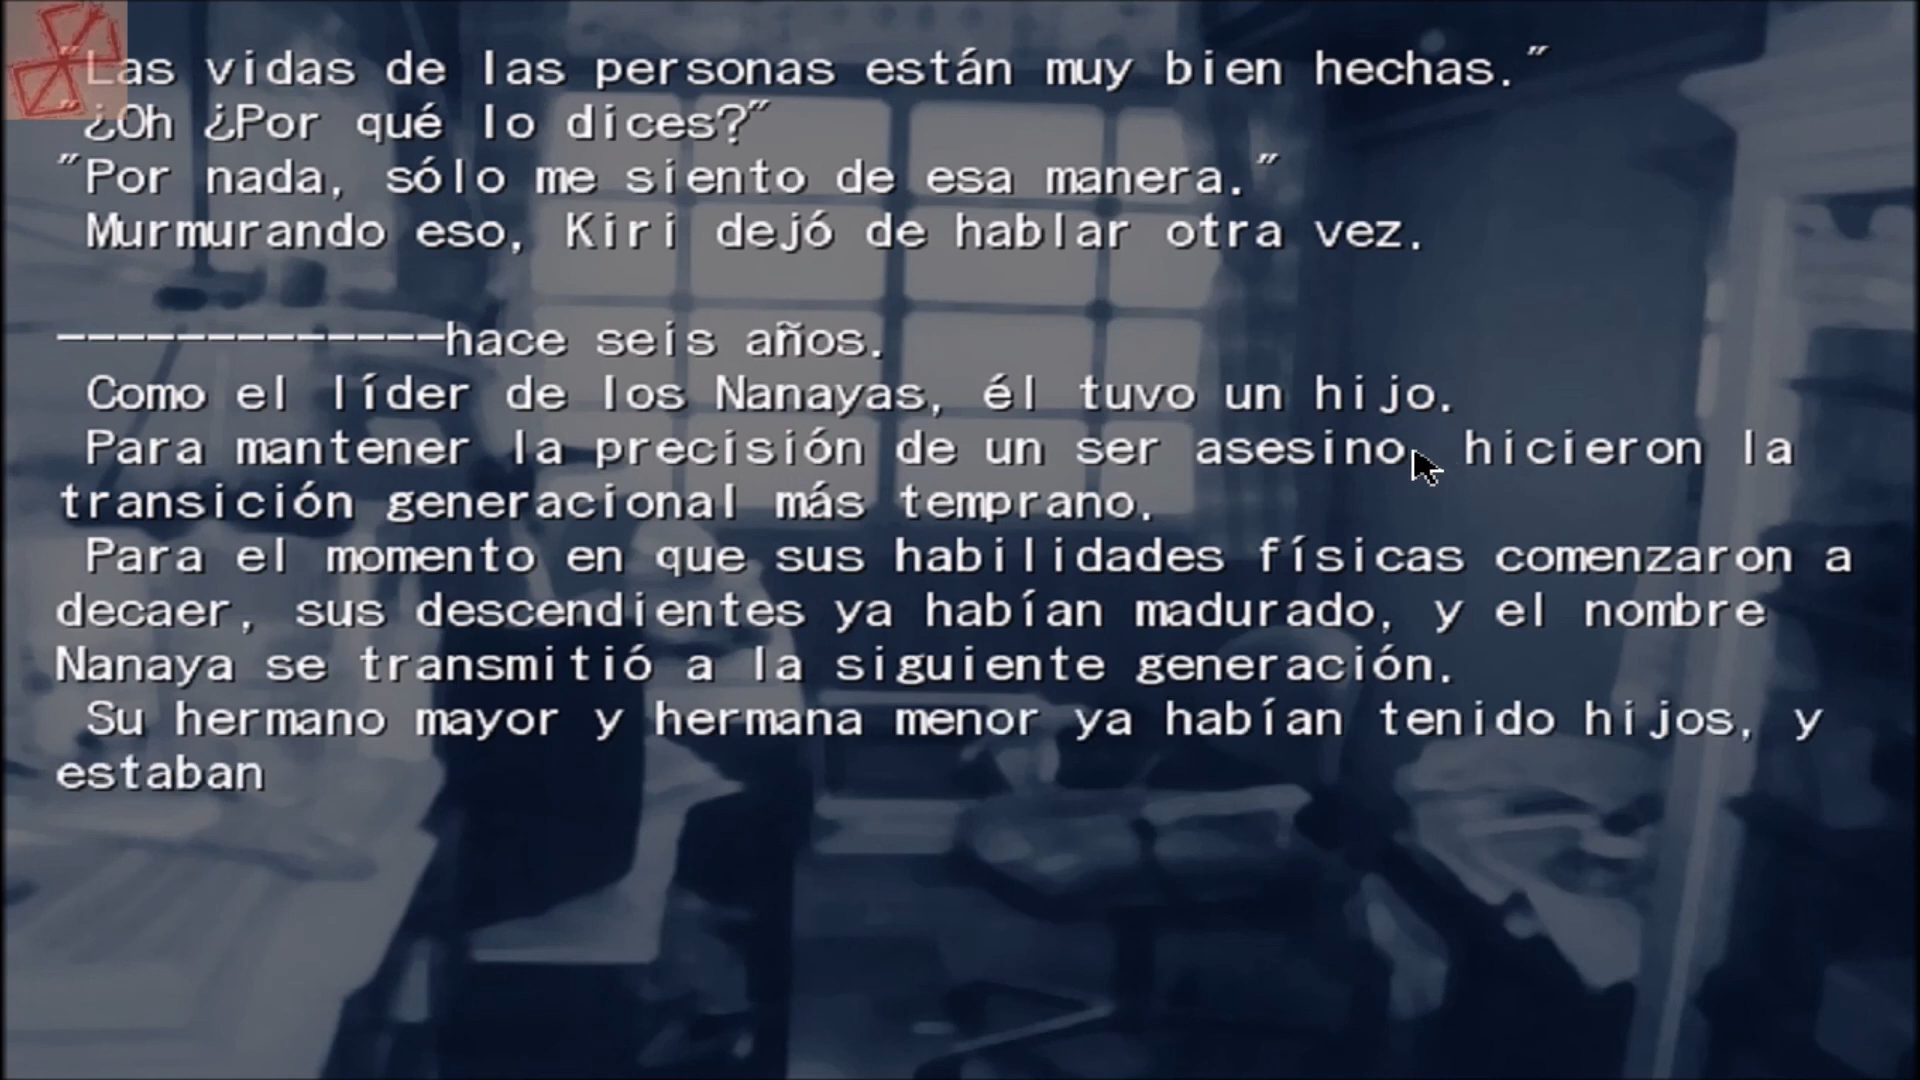 "Las vidas de las personas están muy bien hechas."
"¿Oh ¿Por qué lo dices?"
"Por nada, sólo me siento de esa manera."
Murmurando eso, Kiri dejó de hablar otra vez.
-------------hace seis años.
Como el líder de los Nanayas, él tuvo un hijo.
Para mantener la precisión de un ser asesino, hicieron la
transición generacional más temprano.
Para el momento en que sus habilidades físicas comenzaron a
decaer, sus descendientes ya habían madurado, y el nombre
Nanaya se transmitió a la siguiente generación.
Su hermano mayor y hermana menor ya habían tenido hijos, y
estaban